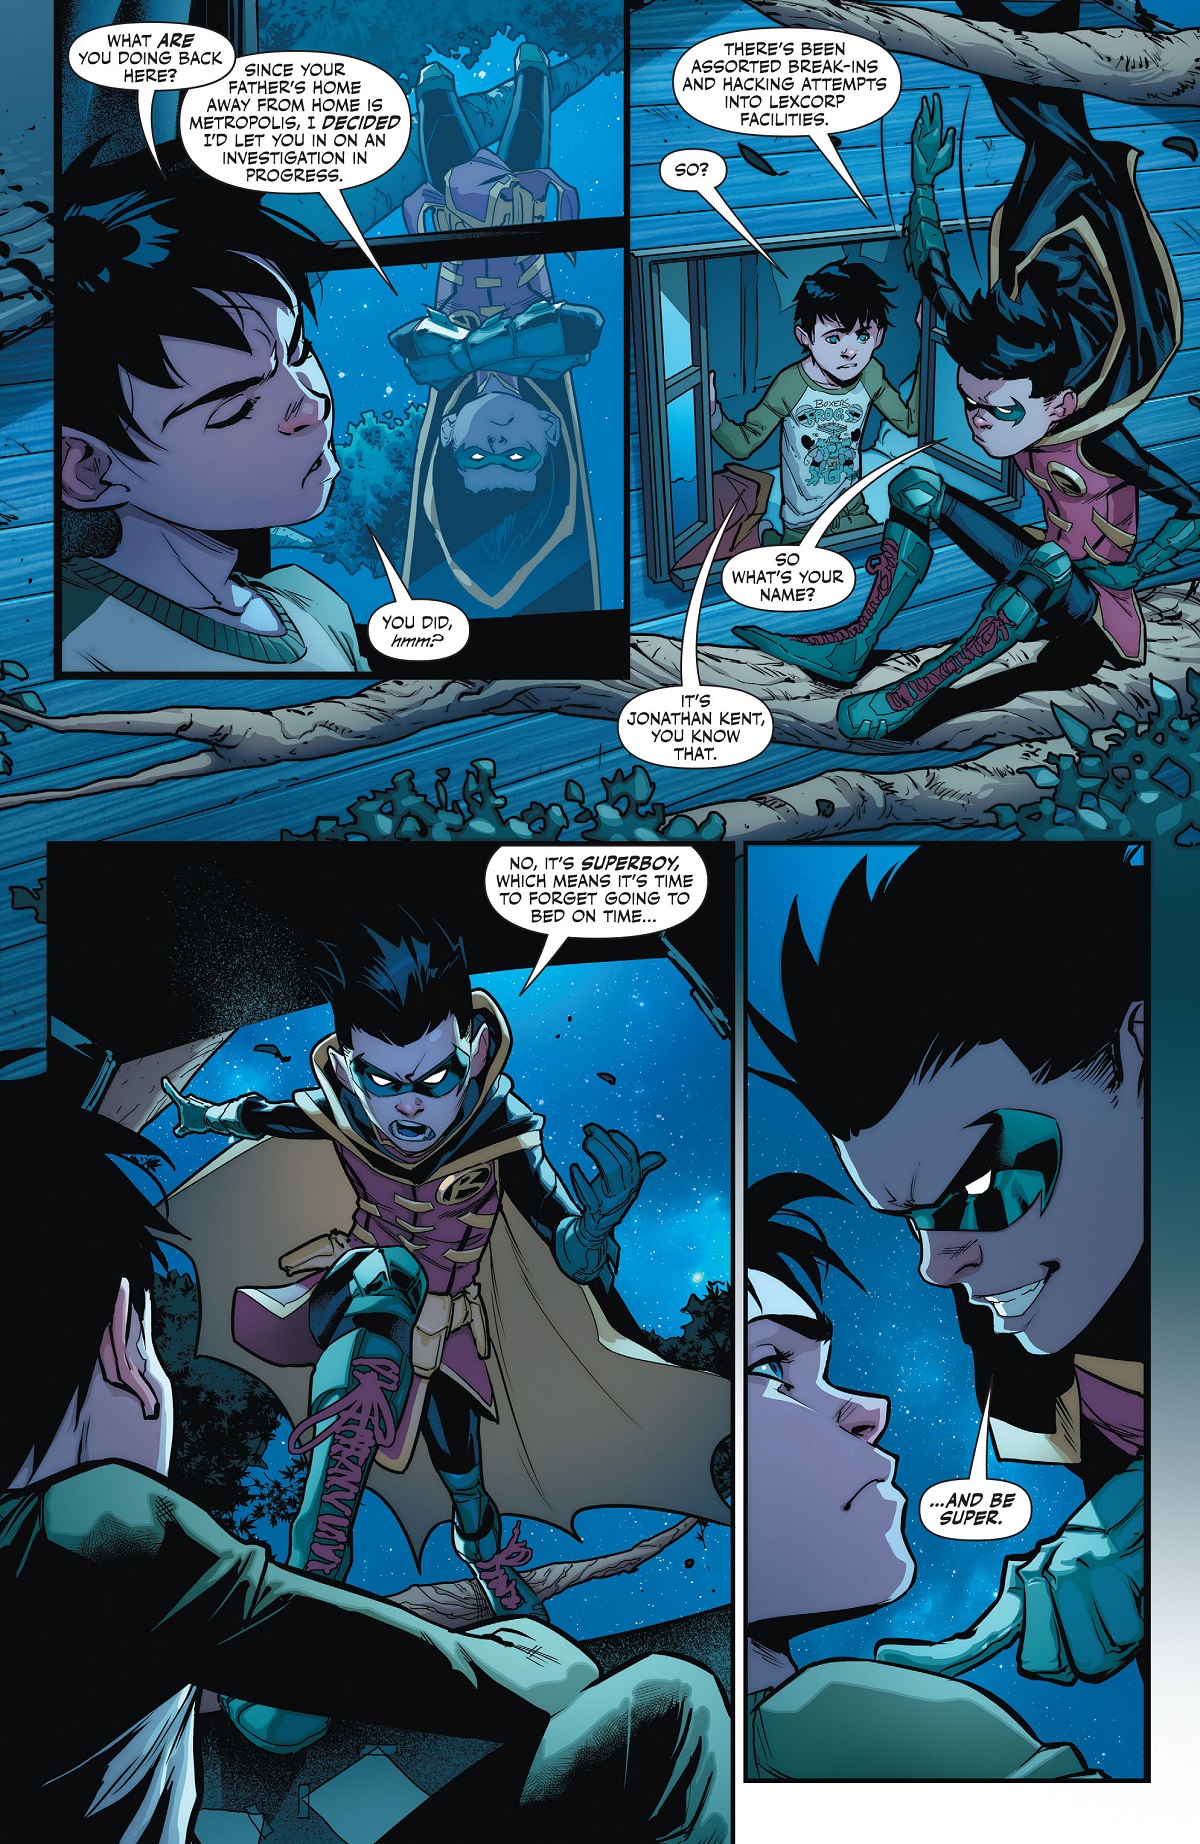 WHAT ARE
YOU DOING BACK
HERE?
SINCE YOUR
FATHER'S HOME
AWAY FROM HOME IS
METROPOLIS, I DECIDED
I'D LET YOU IN ON AN
INVESTIGATION IN
PROGRESS.
YOU DID,
hmm?
THERE'S BEEN
ASSORTED BREAK-INS
AND HACKING ATTEMPTS
INTO LEXCORP
FACILITIES.
SO?
BOXERS
FROGS
SO
WHAT'S YOUR
NAME?
IT'S
JONATHAN KENT,
YOU KNOW
THAT.
NO, IT'S SUPERBOY,
WHICH MEANS IT'S TIME
TO FORGET GOING TO
BED ON TIME...
R
...AND BE
SUPER.